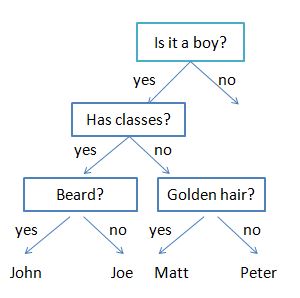 Is it a boy?
yes no
Has classes?
yes no
Beard? Golden hair?
yes no yes no
John Joe Matt Peter